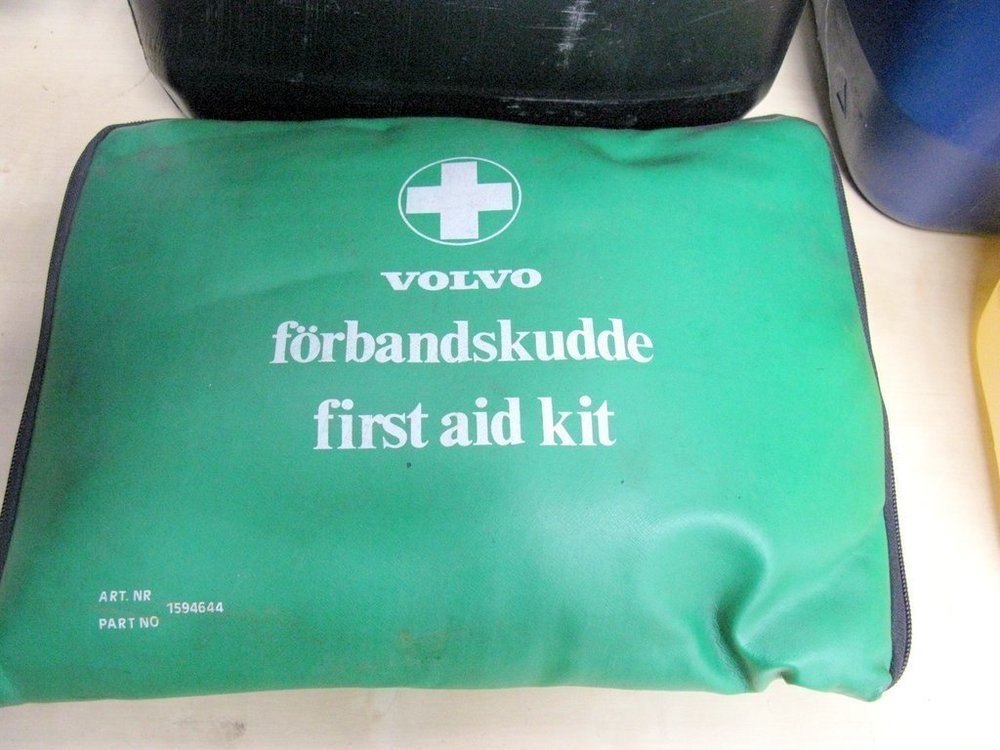 VOLVO
förbandskudde
first aid kit
ART. NR
1594644
PART NO